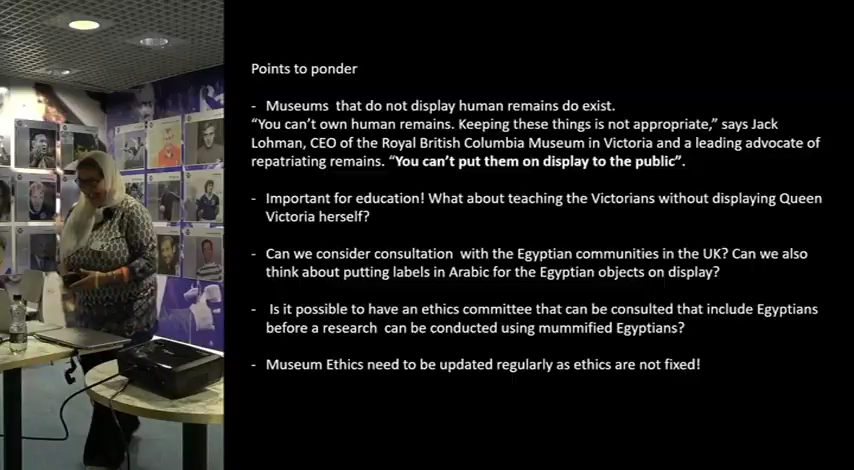 Points to ponder
- Museums that do not display human remains do exist.
“You can’t own human remains. Keeping these things is not appropriate,” says Jack
Lohman, CEO of the Royal British Columbia Museum in Victoria and a leading advocate of
repatriating remains. “You can’t put them on display to the public”.
- Important for education! What about teaching the Victorians without displaying Queen
Victoria herself?
- Can we consider consultation with the Egyptian communities in the UK? Can we also
think about putting labels in Arabic for the Egyptian objects on display?
- Is it possible to have an ethics committee that can be consulted that include Egyptians
before a research can be conducted using mummified Egyptians?
- Museum Ethics need to be updated regularly as ethics are not fixed!